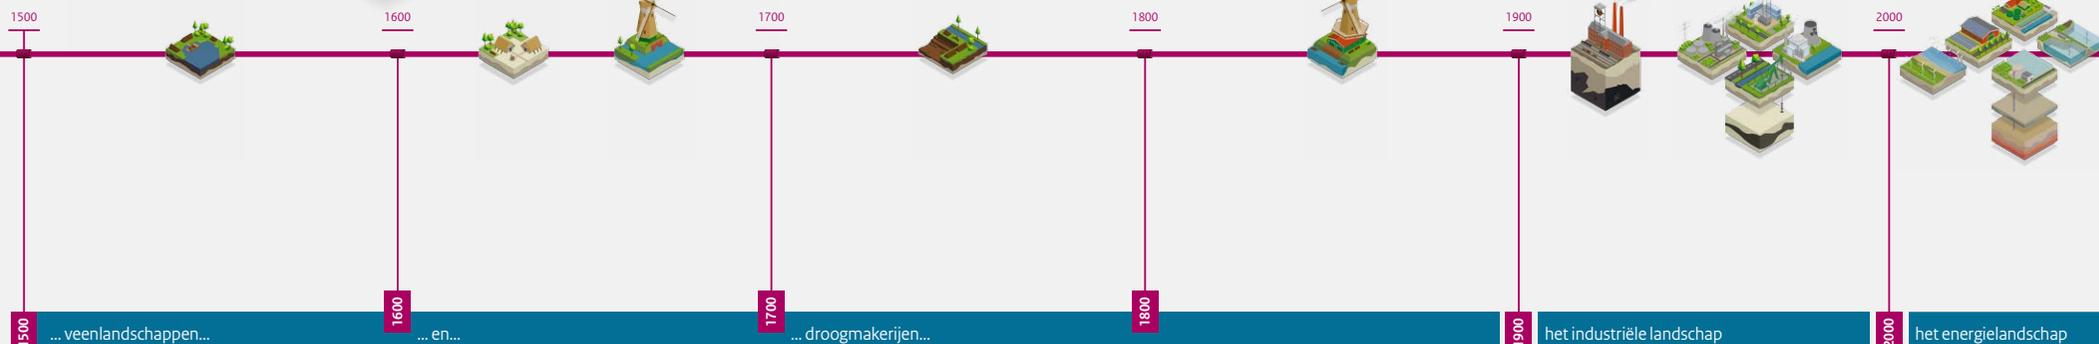 1500
1600
1700
1800
1900
2000
1500
1600
1700
1800
1900
2000
... veenlandschappen...
... en...
... droogmakerijen...
het industriële landschap
het energielandschap